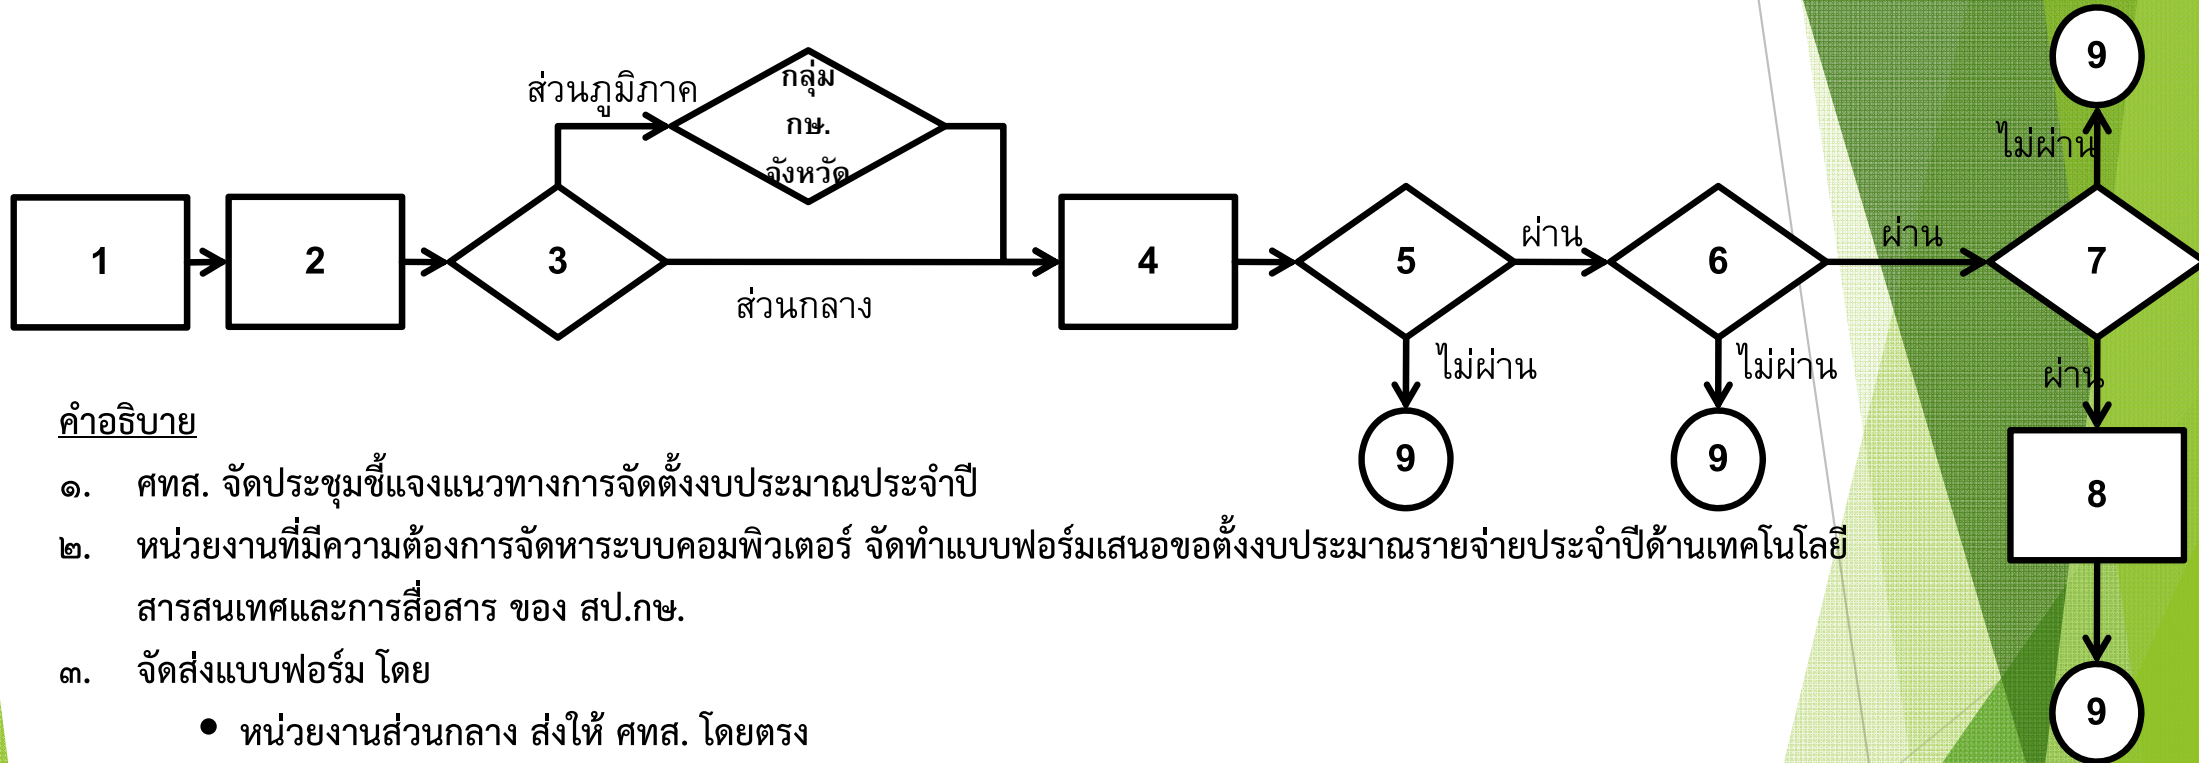 9
ส่วนภูมิภาค
กลุ่ม
กษ.
จังหวัด
ไม่ผ่าน
1
2
3
4
5
ผ่าน
6
ผ่าน
7
ส่วนกลาง
ไม่ผ่าน
ไม่ผ่าน
ผ่าน
9
9
8
9
คำอธิบาย
๑. ศทส. จัดประชุมชี้แจงแนวทางการจัดตั้งงบประมาณประจำปี
๒. หน่วยงานที่มีความต้องการจัดหาระบบคอมพิวเตอร์ จัดทำแบบฟอร์มเสนอขอตั้งงบประมาณรายจ่ายประจำปีด้านเทคโนโลยี
สารสนเทศและการสื่อสาร ของ สป.กษ.
๓. จัดส่งแบบฟอร์ม โดย
• หน่วยงานส่วนกลาง ส่งให้ ศทส. โดยตรง